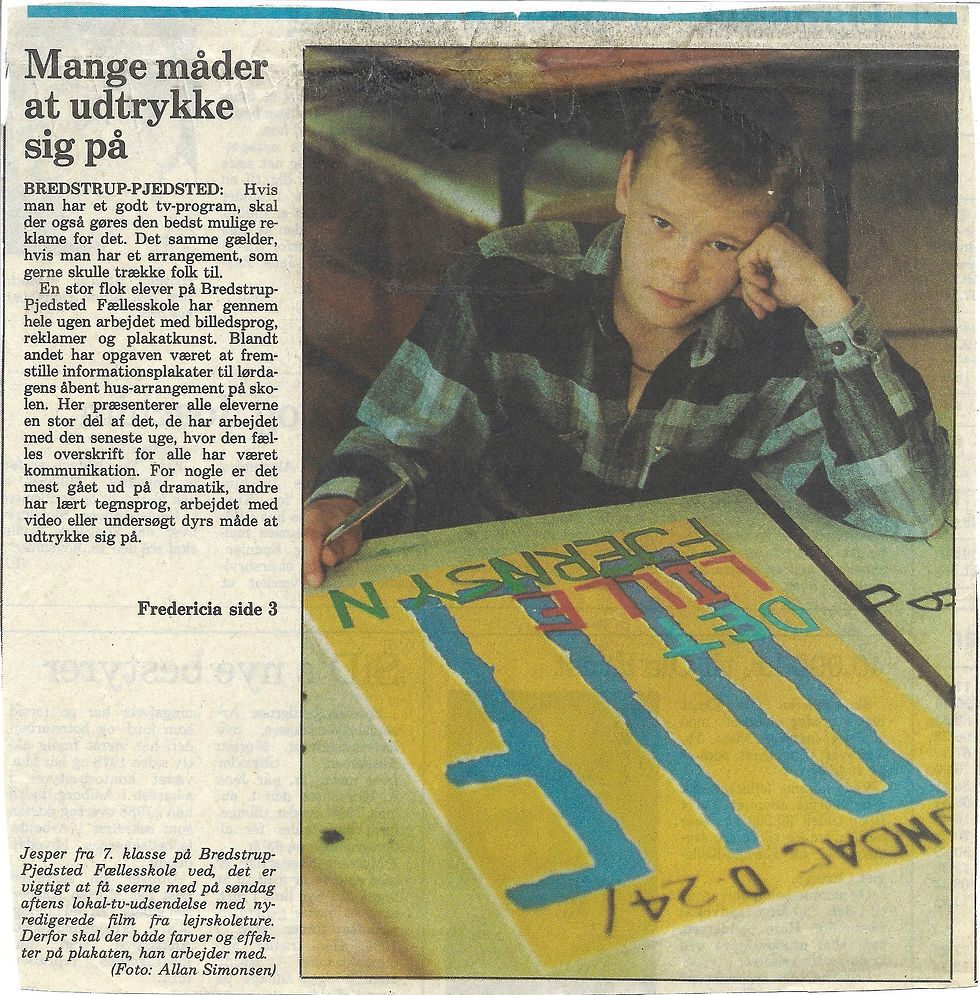 Mange måder
at udtrykke
sig på
BREDSTRUP-PJEDSTED: Hvis
man har et godt tv-program, skal
der også gøres den bedst mulige re-
klame for det. Det samme gælder,
hvis man har et arrangement, som
gerne skulle trække folk til.
En stor flok elever på Bredstrup-
Pjedsted Fællesskole har gennem
hele ugen arbejdet med billedsprog,
reklamer og plakatkunst. Blandt
andet har opgaven været at frem-
stille informationsplakater til lørda-
gens åbent hus-arrangement på sko-
len. Her præsenterer alle eleverne
en stor del af det, de har arbejdet
med den seneste uge, hvor den fæl-
les overskrift for alle har været
kommunikation. For nogle er det
mest gået ud på dramatik, andre
har lært tegnsprog, arbejdet med
video eller undersøgt dyrs måde at
udtrykke sig på.
Fredericia side 3
DET
LILLE
FJERNSYN
NDAG D. 24/
Jesper fra 7. klasse på Bredstrup-
Pjedsted Fællesskole ved, det er
vigtigt at få seerne med på søndag
aftens lokal-tv-udsendelse med ny-
redigerede film fra lejrskoleture.
Derfor skal der både farver og effek-
ter på plakaten, han arbejder med.
(Foto: Allan Simonsen)